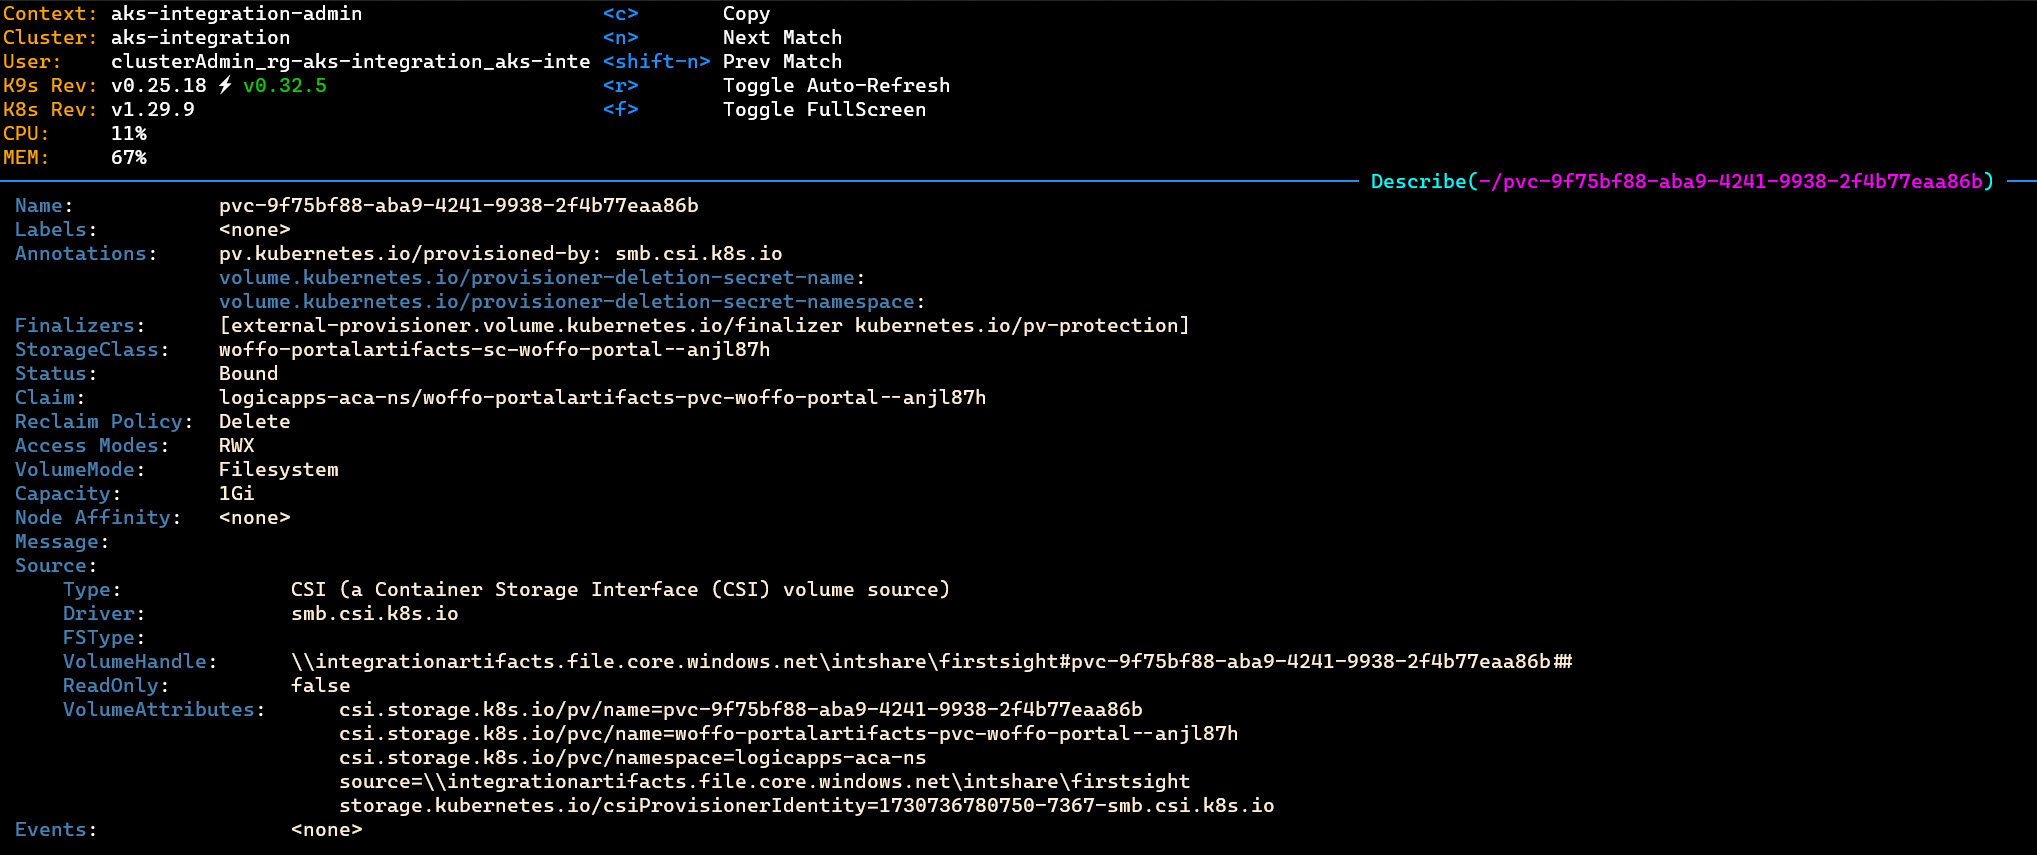 Context: aks-integration-admin <c> Copy
Cluster: aks-integration <n> Next Match
User: clusterAdmin_rg-aks-integration_aks-inte <shift-n> Prev Match
K9s Rev: v0.25.18 ⚡ v0.32.5 <r> Toggle Auto-Refresh
K8s Rev: v1.29.9 <f> Toggle FullScreen
CPU: 11%
MEM: 67%
Describe(-/pvc-9f75bf88-aba9-4241-9938-2f4b77eaa86b)
Name: pvc-9f75bf88-aba9-4241-9938-2f4b77eaa86b
Labels: <none>
Annotations: pv.kubernetes.io/provisioned-by: smb.csi.k8s.io
volume.kubernetes.io/provisioner-deletion-secret-name:
volume.kubernetes.io/provisioner-deletion-secret-namespace:
Finalizers: [external-provisioner.volume.kubernetes.io/finalizer kubernetes.io/pv-protection]
StorageClass: woffo-portalartifacts-sc-woffo-portal--anjl87h
Status: Bound
Claim: logicapps-aca-ns/woffo-portalartifacts-pvc-woffo-portal--anjl87h
Reclaim Policy: Delete
Access Modes: RWX
VolumeMode: Filesystem
Capacity: 1Gi
Node Affinity: <none>
Message:
Source:
Type: CSI (a Container Storage Interface (CSI) volume source)
Driver: smb.csi.k8s.io
FSType:
VolumeHandle: \\integrationartifacts.file.core.windows.net\intshare\firstsight#pvc-9f75bf88-aba9-4241-9938-2f4b77eaa86b##
ReadOnly: false
VolumeAttributes: csi.storage.k8s.io/pv/name=pvc-9f75bf88-aba9-4241-9938-2f4b77eaa86b
csi.storage.k8s.io/pvc/name=woffo-portalartifacts-pvc-woffo-portal--anjl87h
csi.storage.k8s.io/pvc/namespace=logicapps-aca-ns
source=\\integrationartifacts.file.core.windows.net\intshare\firstsight
storage.kubernetes.io/csiProvisionerIdentity=1730736780750-7367-smb.csi.k8s.io
Events: <none>